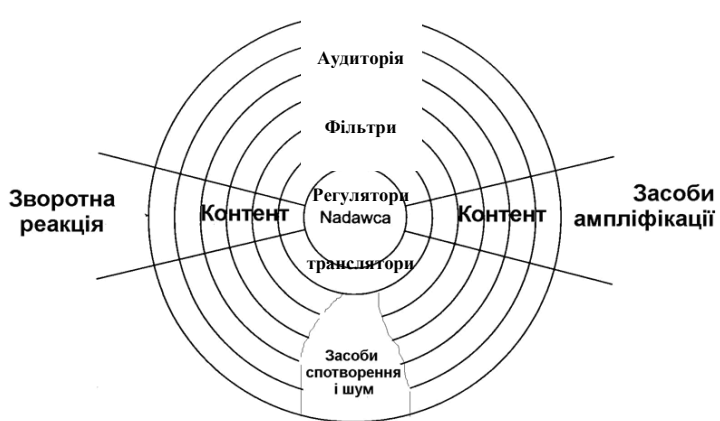 Аудиторія
Фільтри
Регулятори
Nadawca
Зворотна
реакція
Контент
Контент
Засоби
ампліфікації
транслятори
Засоби
спотворення
і шум